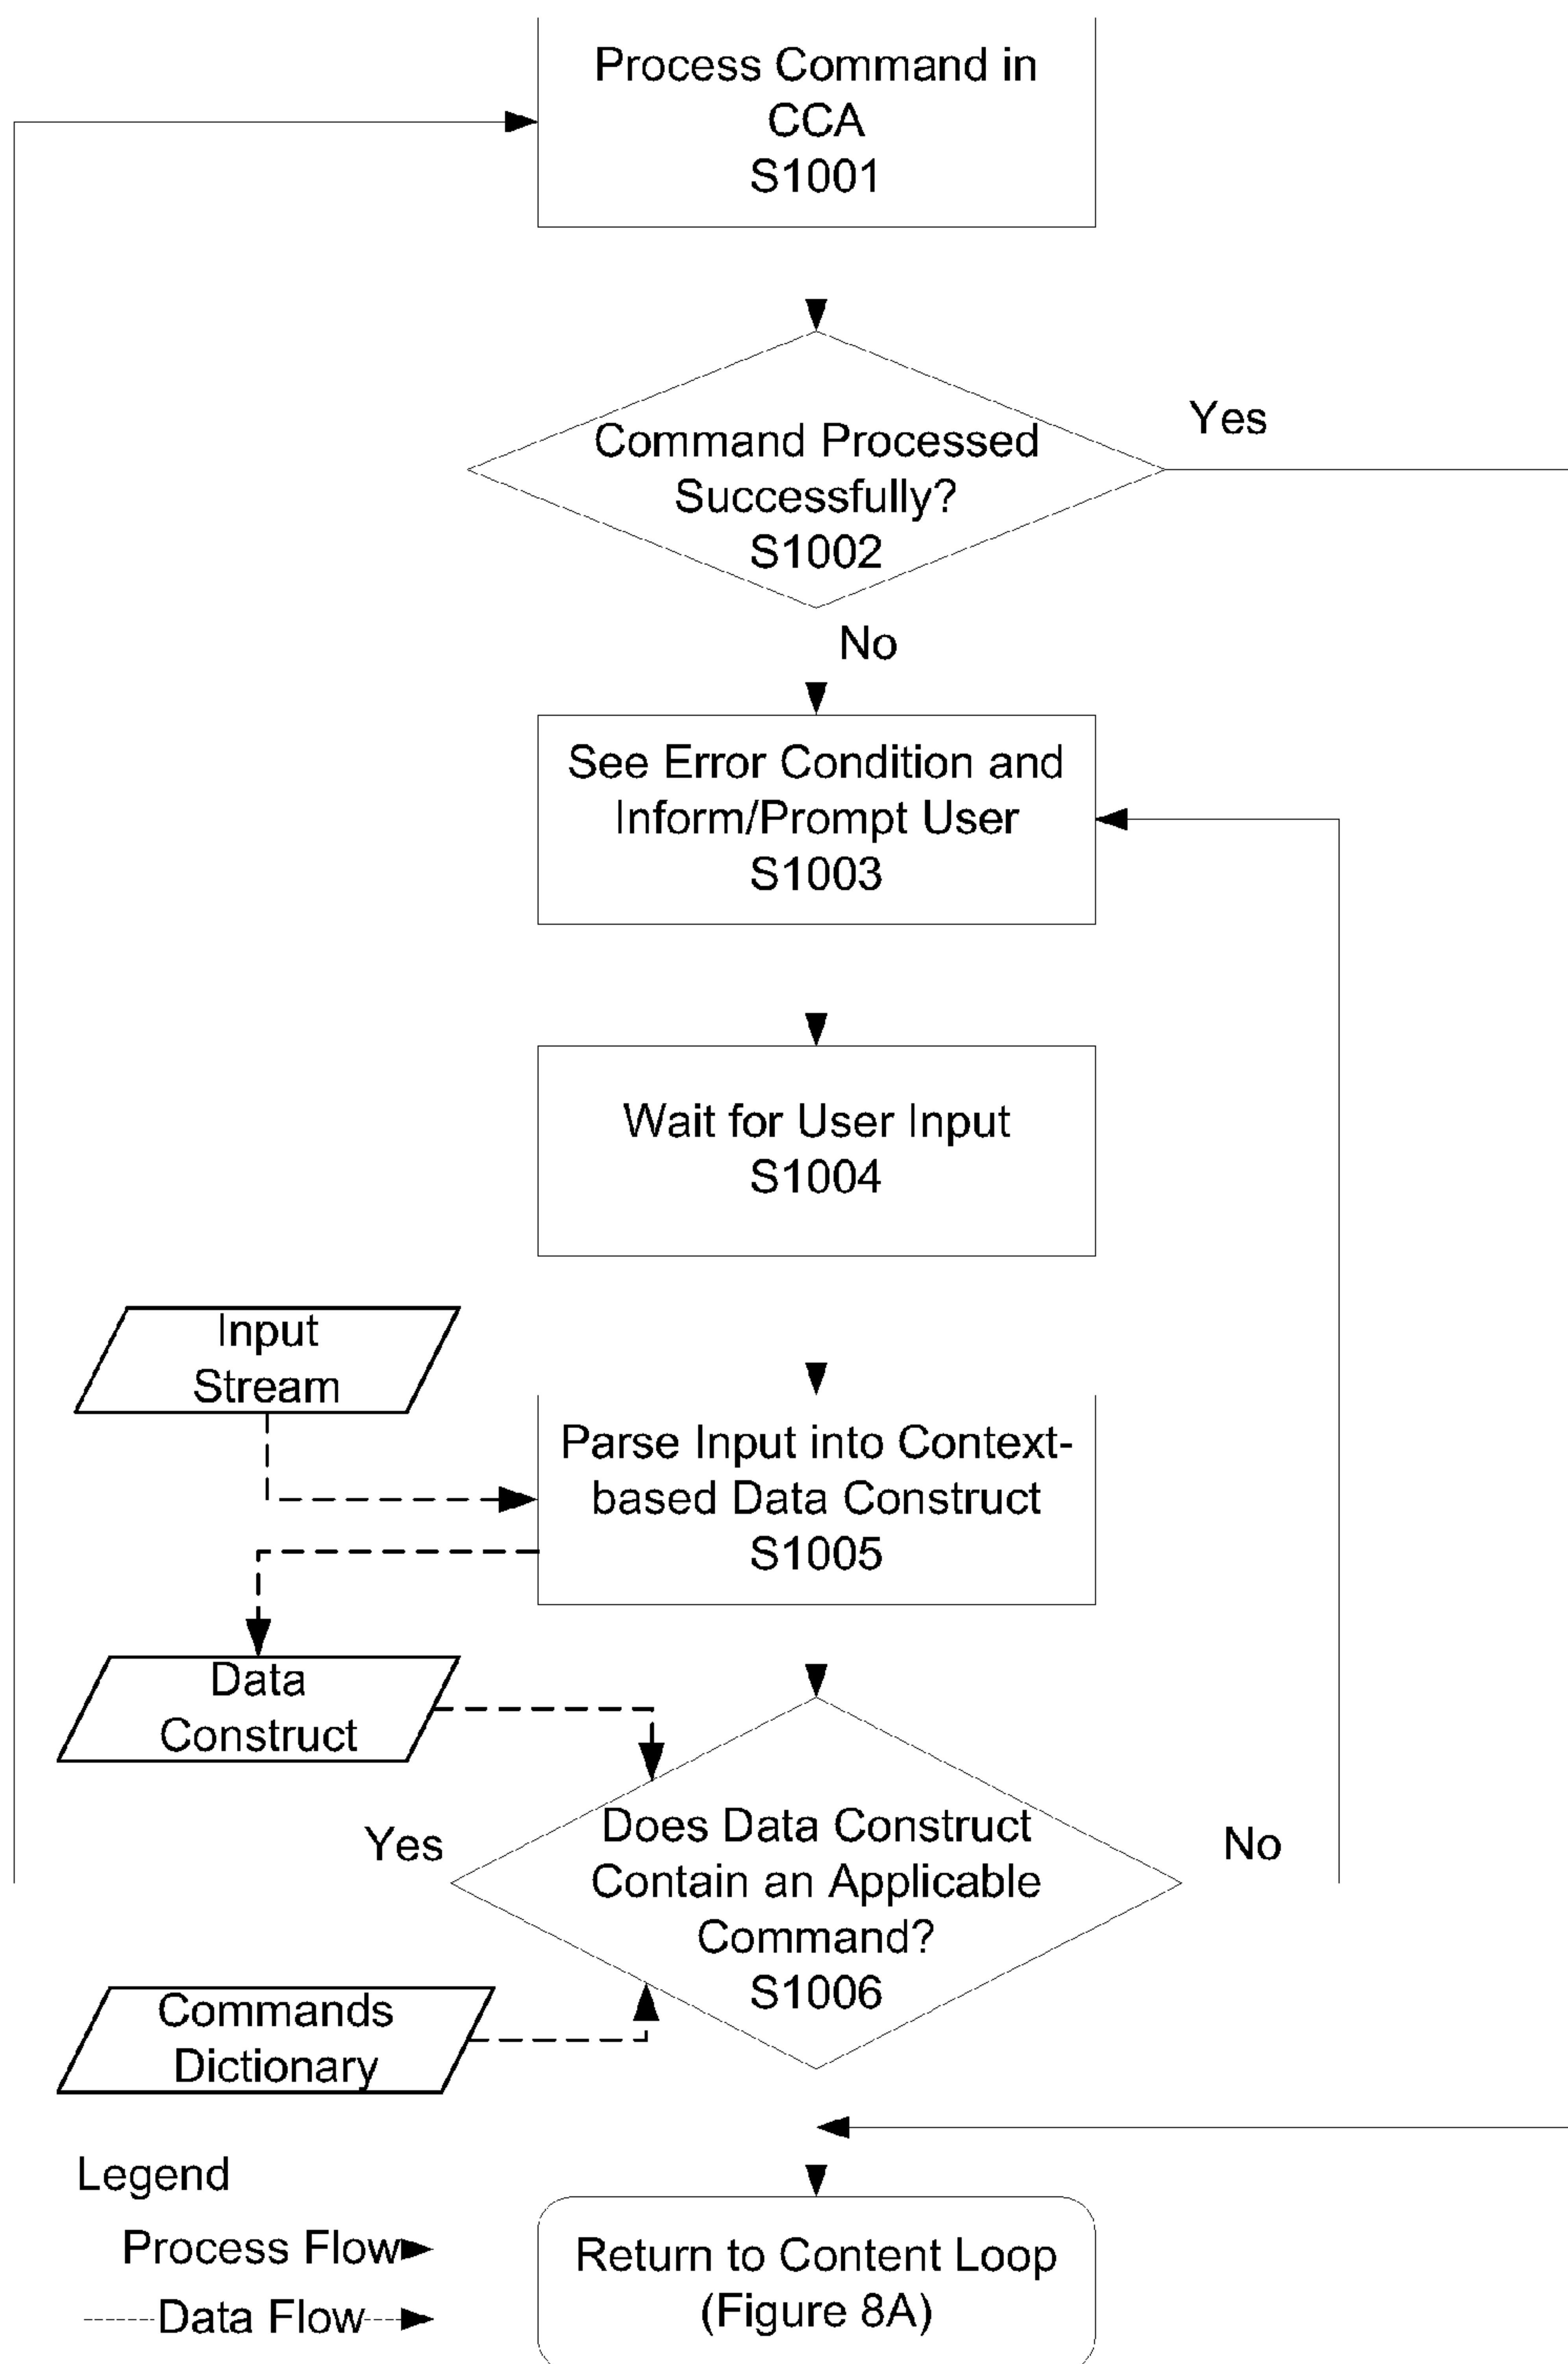 Process Command in
CCA
S1001
Command Processed
Successfully?
S1002
Yes
No
See Error Condition and
Inform/Prompt User
S1003
Wait for User Input
S1004
Input
Stream
Parse Input into Context-
based Data Construct
S1005
Data
Construct
Yes
Does Data Construct
Contain an Applicable
Command?
S1006
No
Commands
Dictionary
Legend
Process Flow
Data Flow
Return to Content Loop
(Figure 8A)